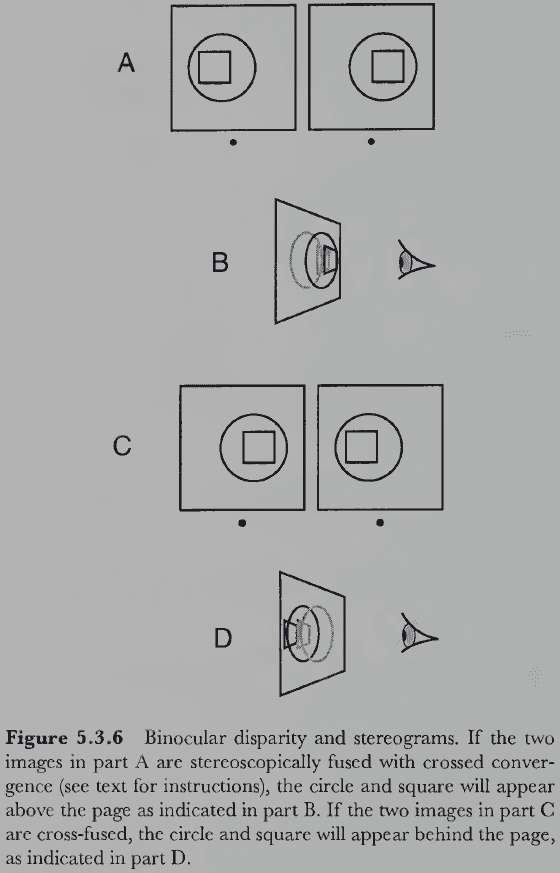 A
B
C
D
Figure 5.3.6 Binocular disparity and stereograms. If the two
images in part A are stereoscopically fused with crossed conver-
gence (see text for instructions), the circle and square will appear
above the page as indicated in part B. If the two images in part C
are cross-fused, the circle and square will appear behind the page,
as indicated in part D.